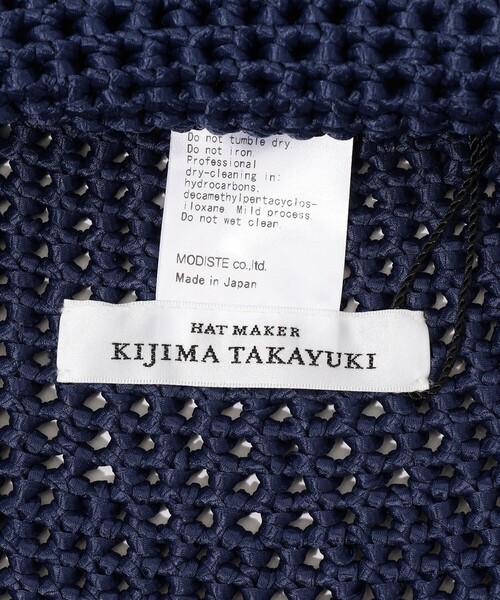 Do not tumble dry.
Do not iron.
Professional
dry-cleaning in:
hydrocarbons,
decamethylpentacyclos-
iloxane. Mild process.
Do not wet clean.
MODISTE co.,ltd.
Made in Japan
HAT MAKER
KIJIMA TAKAYUKI